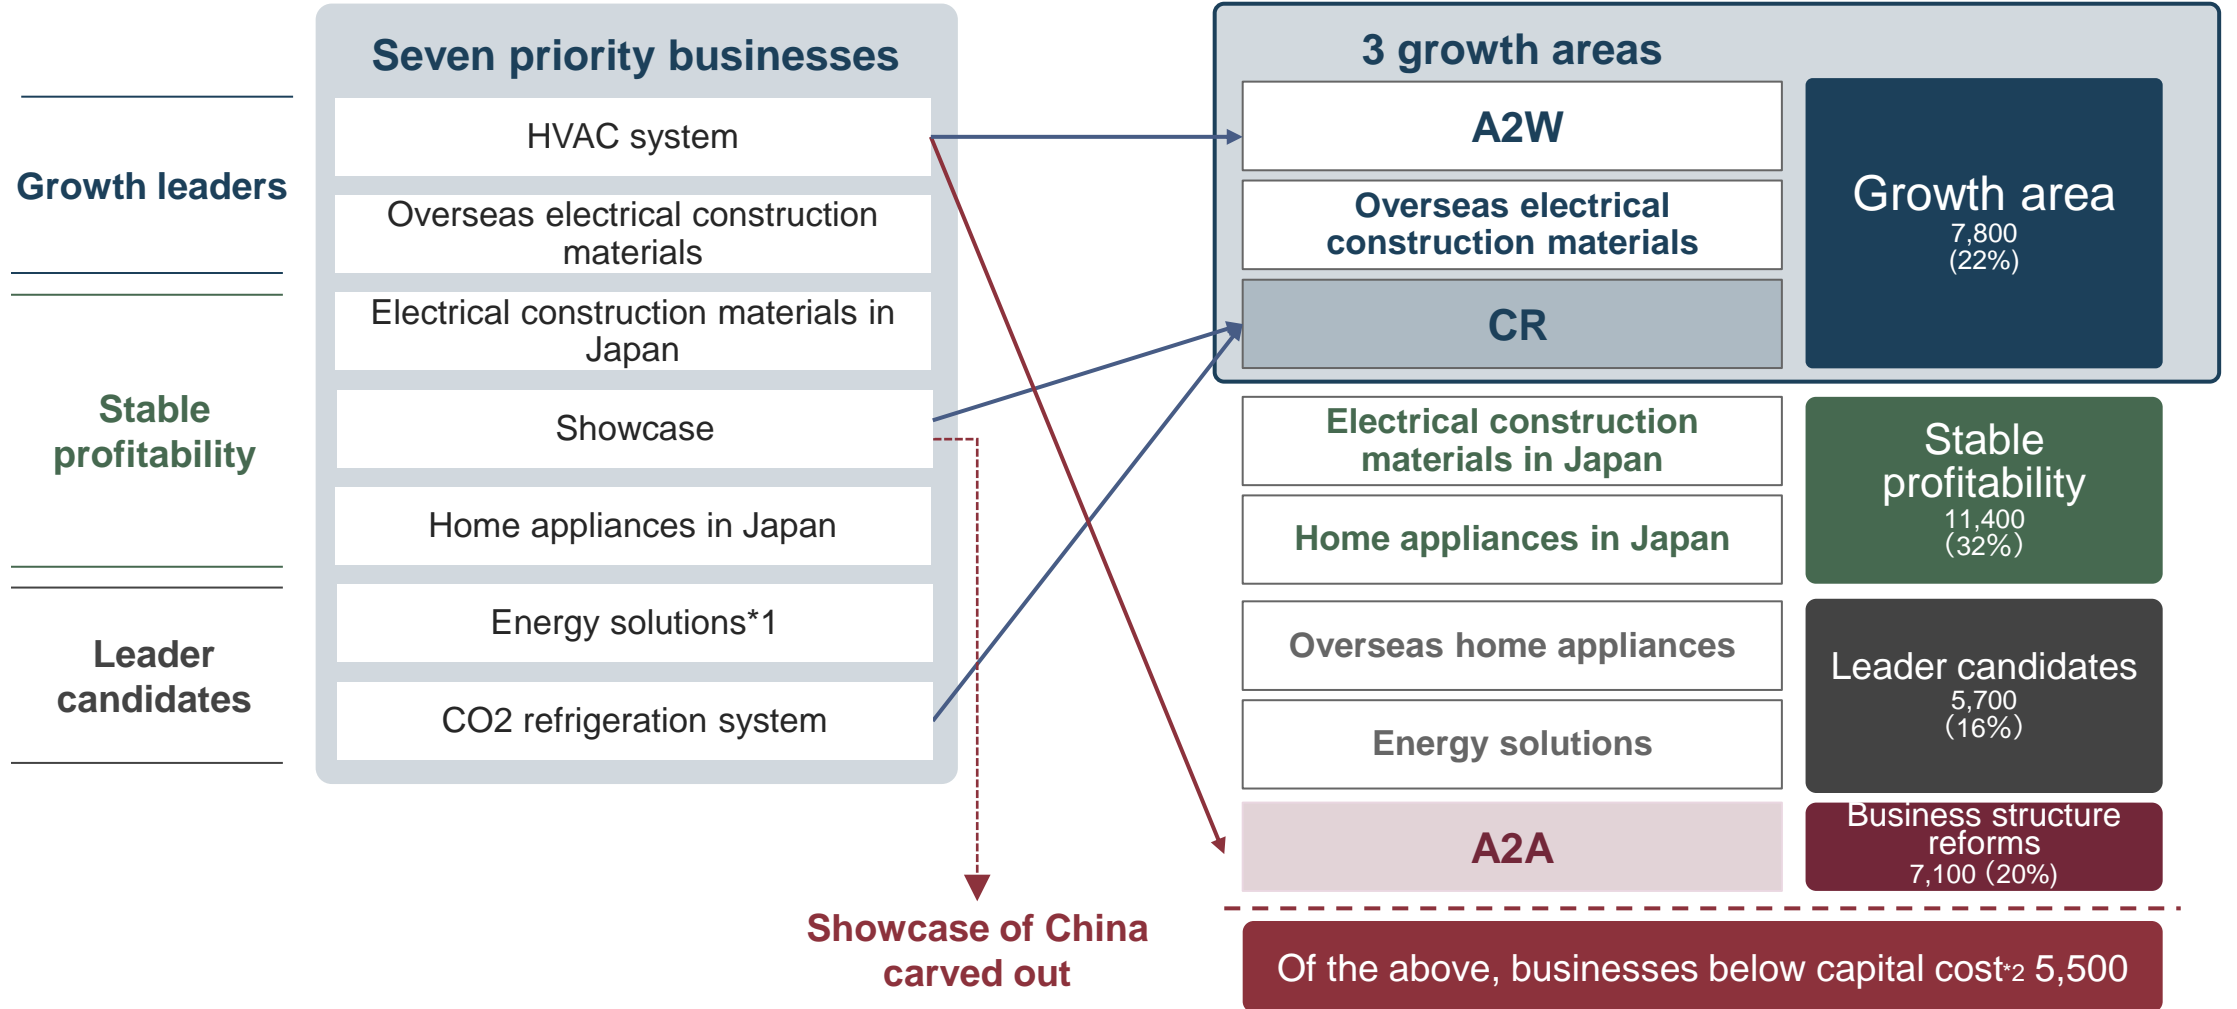 Seven priority businesses
Growth leaders
HVAC system
Overseas electrical construction
materials
Stable
profitability
Electrical construction materials in
Japan
Showcase
Home appliances in Japan
Leader
candidates
Energy solutions*1
CO2 refrigeration system
Showcase of China
carved out
3 growth areas
A2W
Overseas electrical
construction materials
CR
Growth area
7,800
(22%)
Electrical construction
materials in Japan
Home appliances in Japan
Stable
profitability
11,400
（32%）
Overseas home appliances
Energy solutions
Leader candidates
5,700
（16%）
A2A
Business structure
reforms
7,100（20%)
Of the above, businesses below capital cost*2 5,500